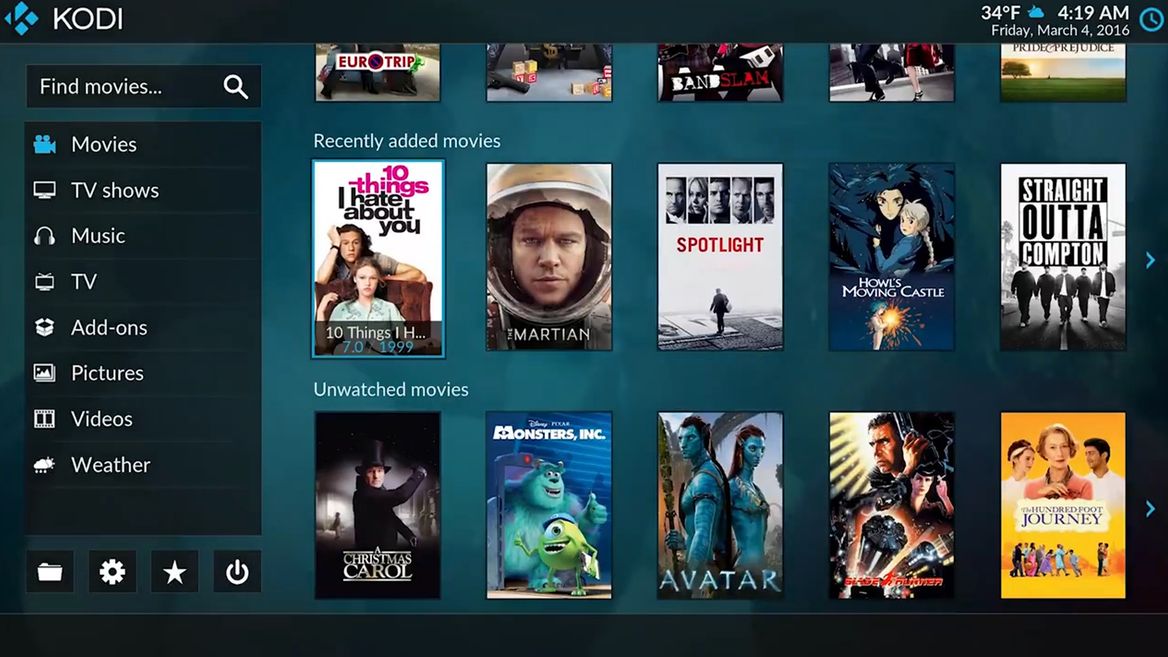 KODI
34°F 4:19 AM
Friday, March 4, 2016
Find movies...
Movies
TV shows
Music
TV
Add-ons
Pictures
Videos
Weather
EUROTRIP
BANDSLAM
PRIDE & PREJUDICE
Recently added movies
10
things
I hate
about
you
10 Things I H...
7.0 1999
THE MARTIAN
SPOTLIGHT
HOWL'S
MOVING CASTLE
STRAIGHT
OUTTA
COMPTON
Unwatched movies
A
CHRISTMAS
CAROL
Disney · PIXAR
MONSTERS, INC.
AVATAR
BLADE RUNNER
The HUNDRED-FOOT
JOURNEY